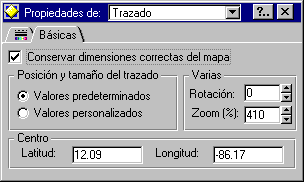 Propiedades de: Trazado ?..
Básicas
Conservar dimensiones correctas del mapa
Posición y tamaño del trazado
Valores predeterminados
Valores personalizados
Varias
Rotación: 0
Zoom (%): 410
Centro
Latitud: 12.09 Longitud: -86.17